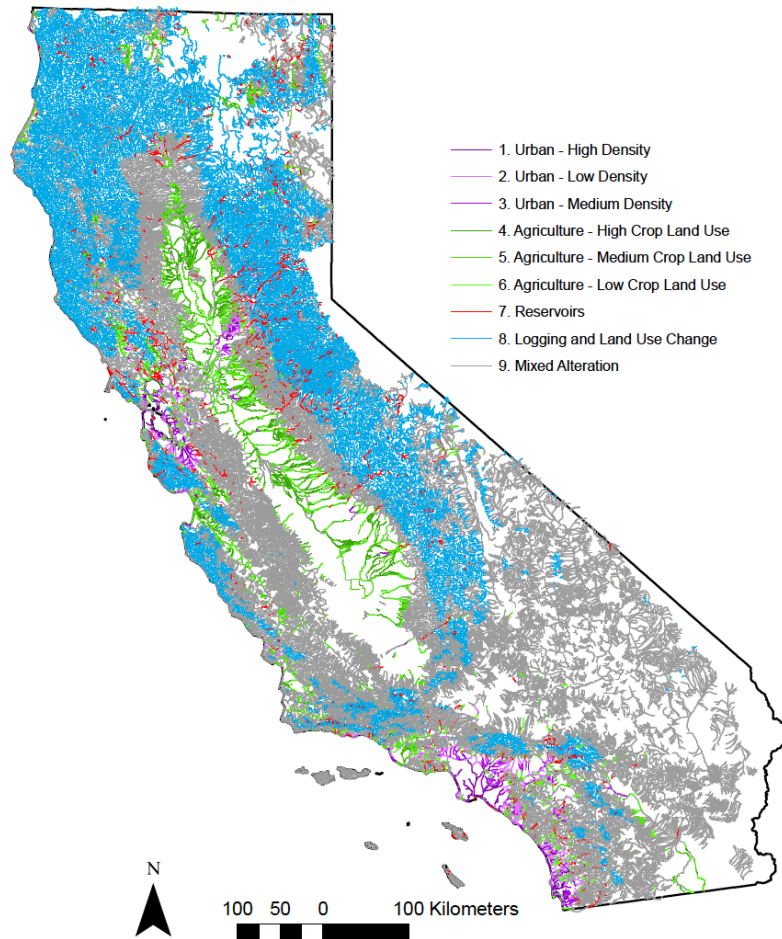 1. Urban - High Density
2. Urban - Low Density
3. Urban - Medium Density
4. Agriculture - High Crop Land Use
5. Agriculture - Medium Crop Land Use
6. Agriculture - Low Crop Land Use
7. Reservoirs
8. Logging and Land Use Change
9. Mixed Alteration
N
100 50 0 100 Kilometers